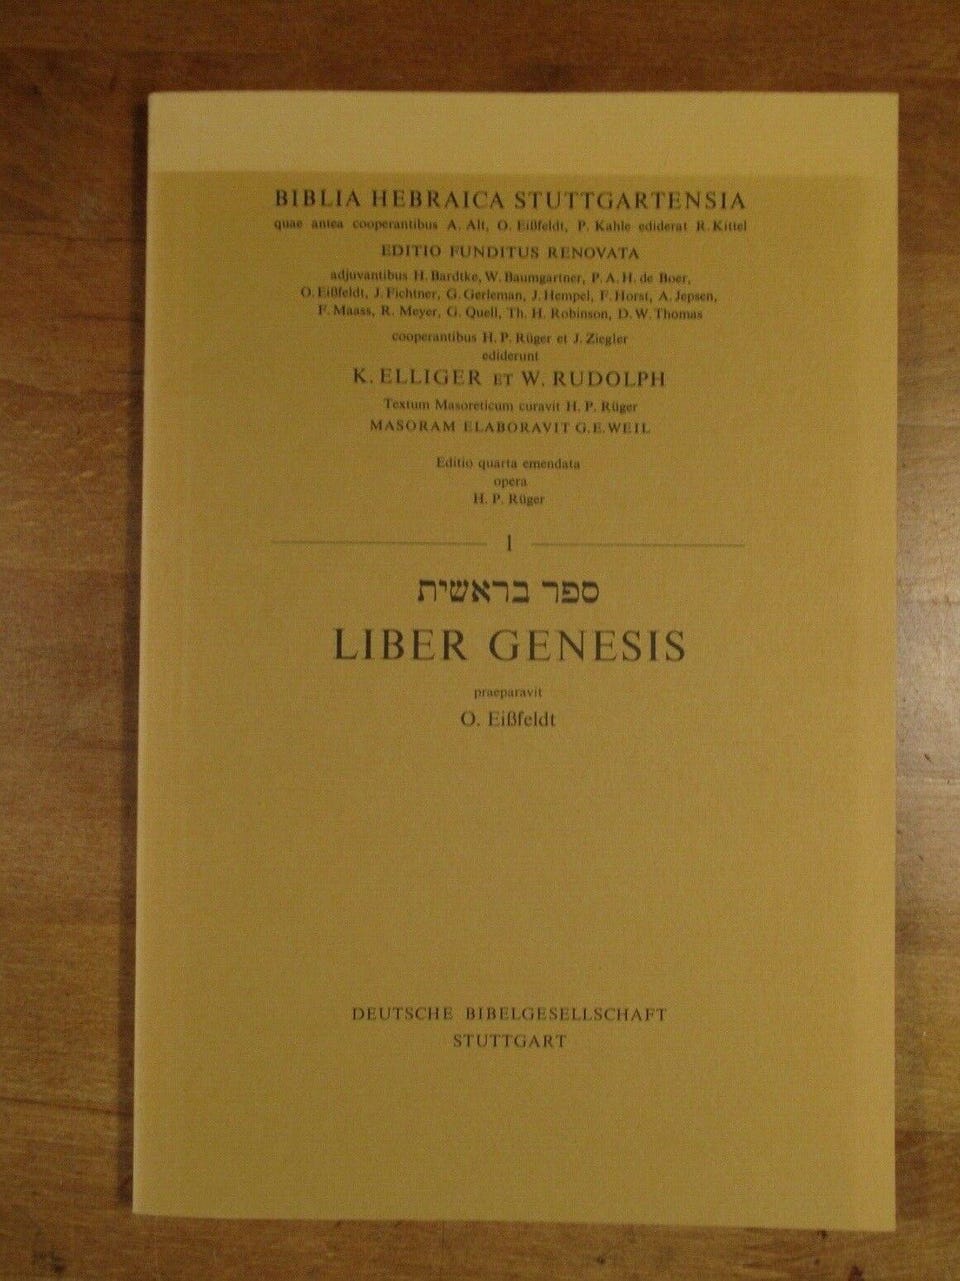 BIBLIA HEBRAICA STUTTGARTENSIA
quae antea cooperantibus A. Alt, O. Eißfeldt, P. Kahle ediderat R. Kittel
EDITIO FUNDITUS RENOVATA
adjuvantibus H. Bardtke, W. Baumgartner, P. A. H. de Boer,
O. Eißfeldt, J. Fichtner, G. Gerleman, J. Hempel, F. Horst, A. Jepsen,
F. Maass, R. Meyer, G. Quell, Th. H. Robinson, D. W. Thomas
cooperantibus H. P. Rüger et J. Ziegler
ediderunt
K. ELLIGER ET W. RUDOLPH
Textum Masoreticum curavit H. P. Rüger
MASORAM ELABORAVIT G. E. WEIL
Editio quarta emendata
opera
H. P. Rüger
1
ספר בראשית
LIBER GENESIS
praeparavit
O. Eißfeldt
DEUTSCHE BIBELGESELLSCHAFT
STUTTGART